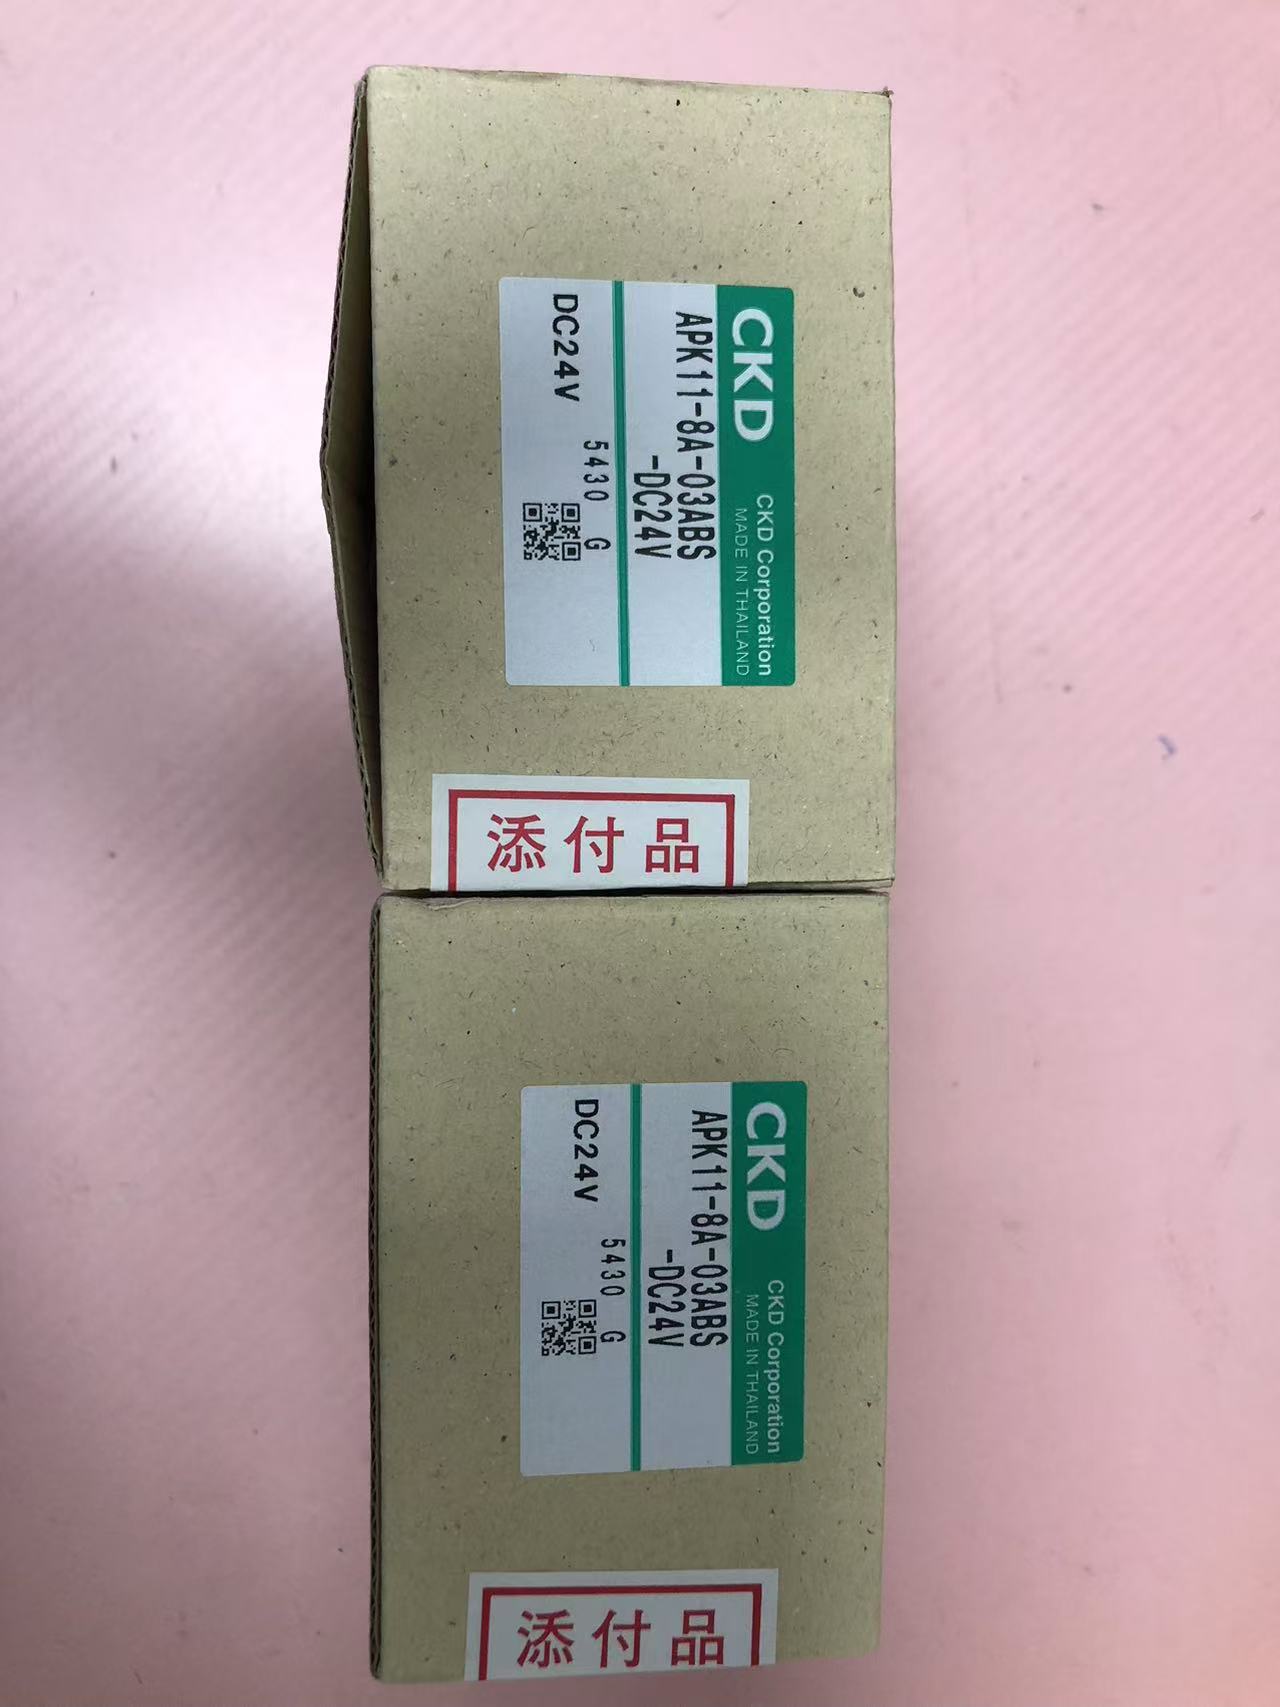 CKD
CKD Corporation
MADE IN THAILAND
APK11-8A-03ABS
-DC24V
5430 G
DC24V
添付品
CKD
CKD Corporation
MADE IN THAILAND
APK11-8A-03ABS
-DC24V
5430 G
DC24V
添付品